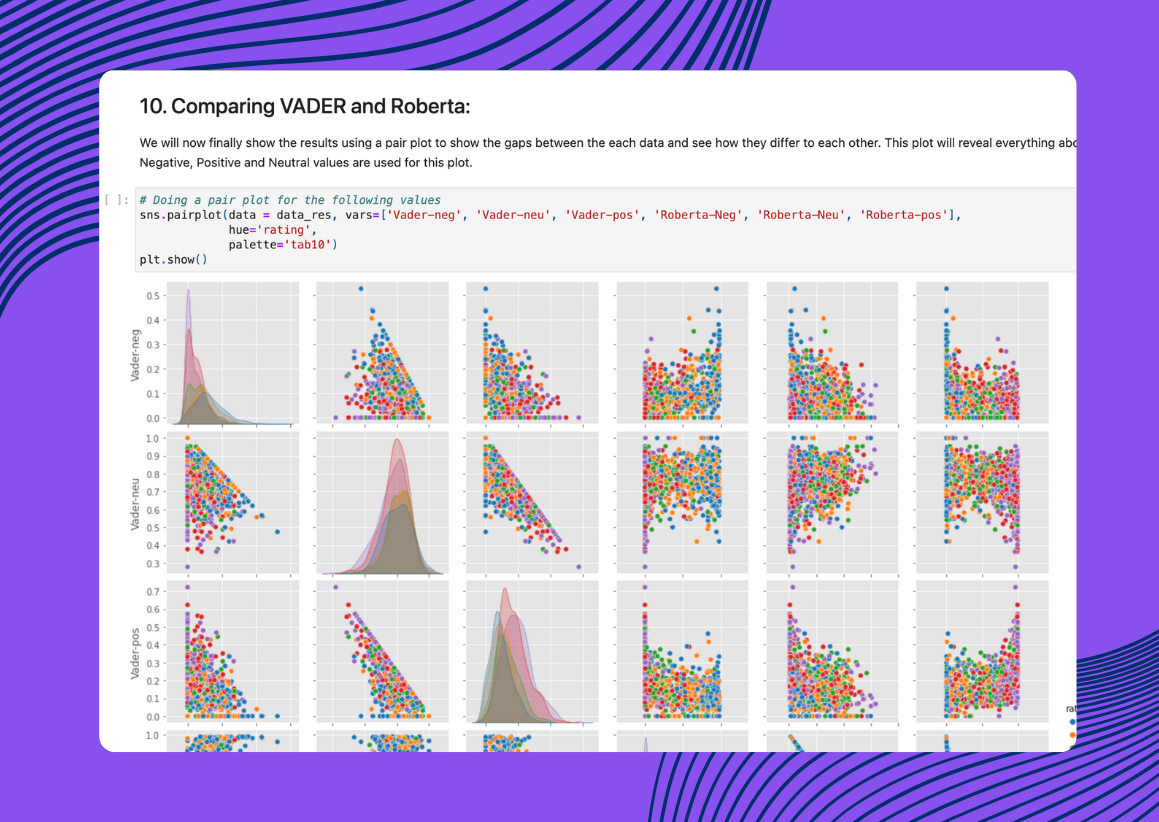 10. Comparing VADER and Roberta:
We will now finally show the results using a pair plot to show the gaps between the each data and see how they differ to each other. This plot will reveal everything abo
Negative, Positive and Neutral values are used for this plot.
[ ]: # Doing a pair plot for the following values
sns.pairplot(data = data_res, vars=['Vader-neg', 'Vader-neu', 'Vader-pos', 'Roberta-Neg', 'Roberta-Neu', 'Roberta-pos'],
hue='rating',
palette='tab10')
plt.show()
Vader-neg
0.5
0.4
0.3
0.2
0.1
0.0
Vader-neu
1.0
0.9
0.8
0.7
0.6
0.5
0.4
0.3
Vader-pos
0.7
0.6
0.5
0.4
0.3
0.2
0.1
0.0
rat
1.0